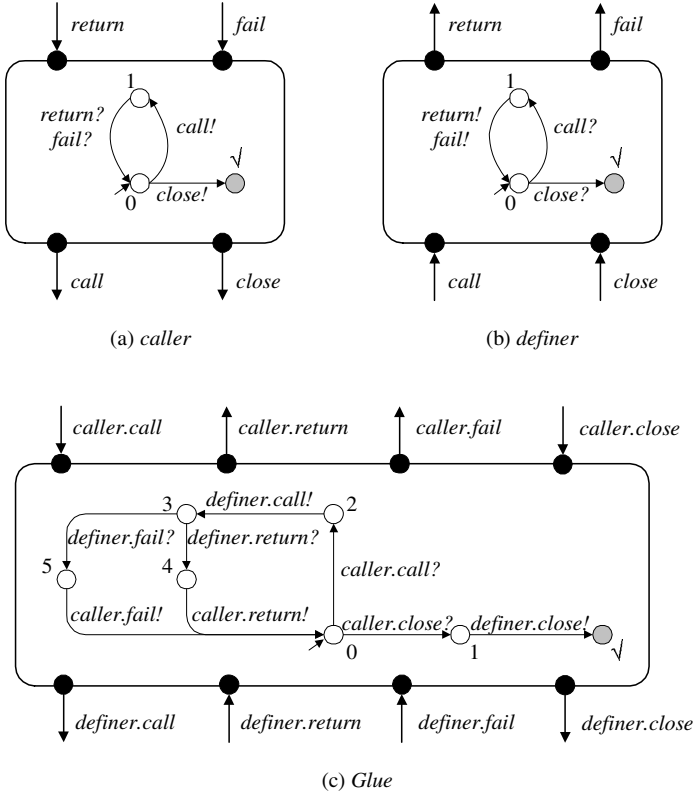 return fail return fail
1 1
return? call! return! call?
fail? √ fail! √
close! close?
0 0
call close call close
(a) caller (b) definer
caller.call caller.return caller.fail caller.close
3 definer.call! 2
definer.fail? definer.return?
5 4 caller.call?
caller.fail! caller.return! caller.close? definer.close!
0 1 √
definer.call definer.return definer.fail definer.close
(c) Glue